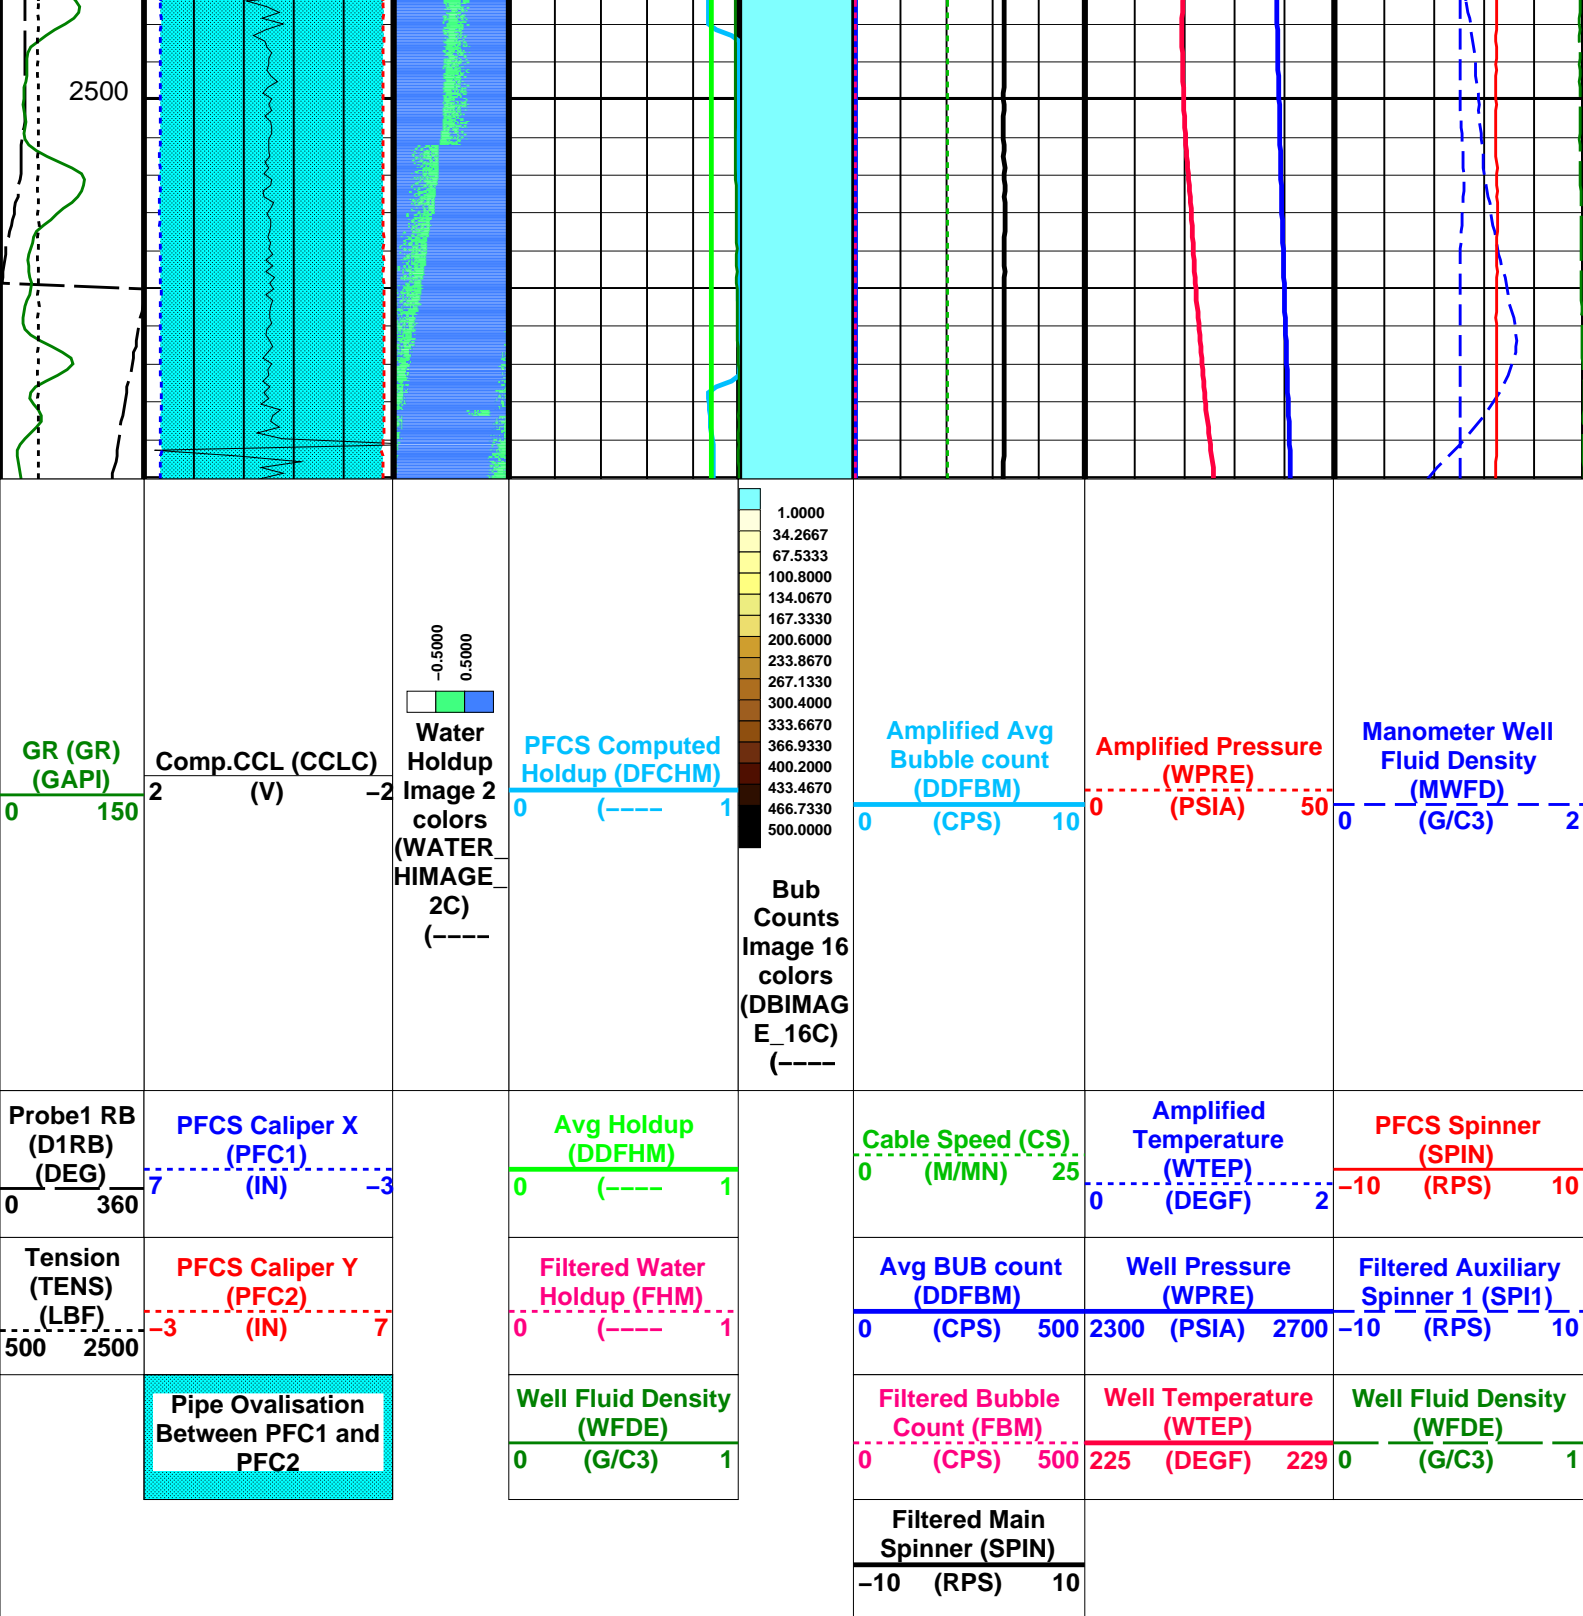 2500
1.0000
34.2667
67.5333
100.8000
134.0670
167.3330
200.6000
233.8670
267.1330
300.4000
333.6670
366.9330
400.2000
433.4670
466.7330
500.0000
Bub
Counts
Image 16
colors
(DBIMAG
E_16C)
(----
GR (GR)
(GAPI)
0 150
Comp.CCL (CCLC)
2 (V) -2
-0.5000
0.5000
Water
Holdup
Image 2
colors
(WATER_
HIMAGE_
2C)
(----
PFCS Computed
Holdup (DFCHM)
0 (---- 1
Amplified Avg
Bubble count
(DDFBM)
0 (CPS) 10
Amplified Pressure
(WPRE)
0 (PSIA) 50
Manometer Well
Fluid Density
(MWFD)
0 (G/C3) 2
Probe1 RB
(D1RB)
(DEG)
0 360
PFCS Caliper X
(PFC1)
7 (IN) -3
Avg Holdup
(DDFHM)
0 (---- 1
Cable Speed (CS)
0 (M/MN) 25
Amplified
Temperature
(WTEP)
0 (DEGF) 2
PFCS Spinner
(SPIN)
-10 (RPS) 10
Tension
(TENS)
(LBF)
500 2500
PFCS Caliper Y
(PFC2)
-3 (IN) 7
Filtered Water
Holdup (FHM)
0 (---- 1
Avg BUB count
(DDFBM)
0 (CPS) 500
Well Pressure
(WPRE)
2300 (PSIA) 2700
Filtered Auxiliary
Spinner 1 (SPI1)
-10 (RPS) 10
Pipe Ovalisation
Between PFC1 and
PFC2
Well Fluid Density
(WFDE)
0 (G/C3) 1
Filtered Bubble
Count (FBM)
0 (CPS) 500
Well Temperature
(WTEP)
225 (DEGF) 229
Well Fluid Density
(WFDE)
0 (G/C3) 1
Filtered Main
Spinner (SPIN)
-10 (RPS) 10